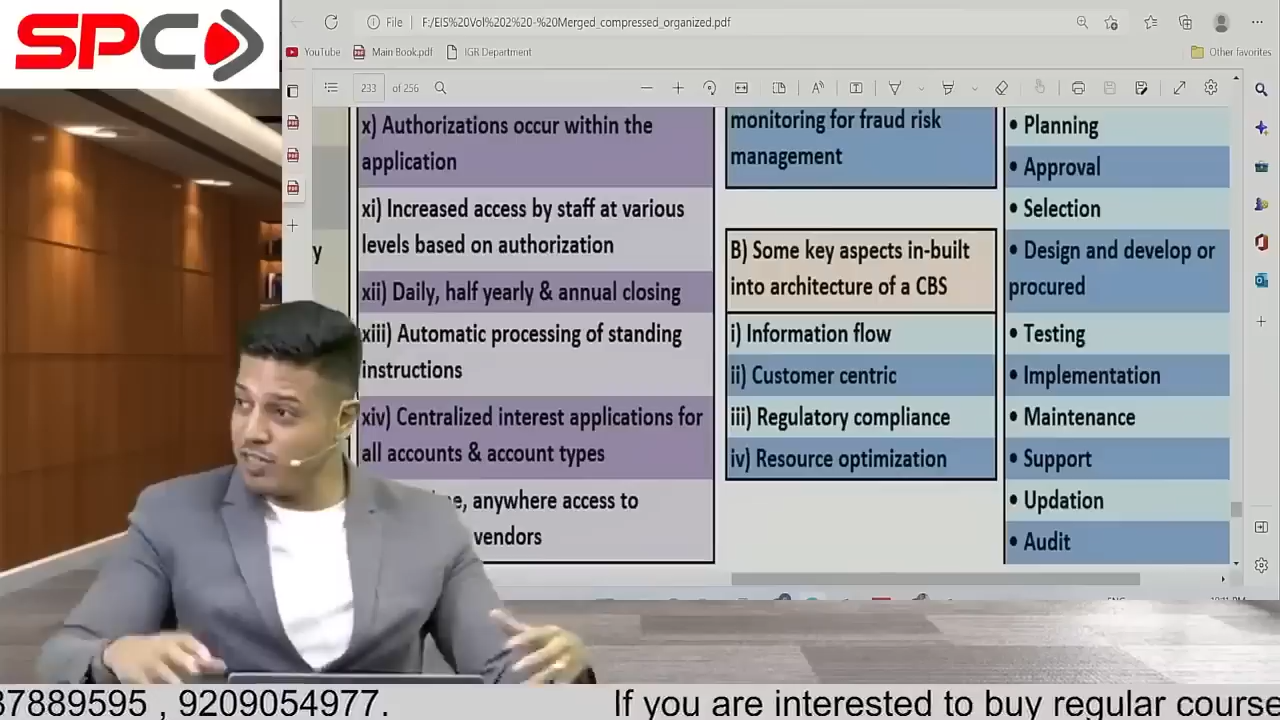 SPC
File
F:/EIS%20Vol%202%20-%20Merged_compressed_organized.pdf
YouTube
Main Book.pdf
IGR Department
Other favorites
233
of 256
x) Authorizations occur within the
application
xi) Increased access by staff at various
levels based on authorization
xii) Daily, half yearly & annual closing
xiii) Automatic processing of standing
instructions
xiv) Centralized interest applications for
all accounts & account types
, anywhere access to
vendors
y
monitoring for fraud risk
management
B) Some key aspects in-built
into architecture of a CBS
i) Information flow
ii) Customer centric
iii) Regulatory compliance
iv) Resource optimization
• Planning
• Approval
• Selection
• Design and develop or
procured
• Testing
• Implementation
• Maintenance
• Support
• Updation
• Audit
37889595 , 9209054977.
If you are interested to buy regular course